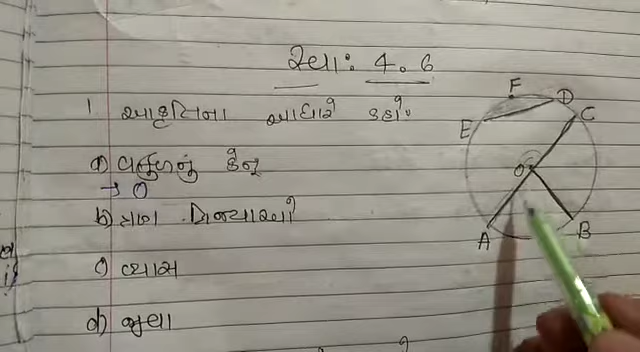 સ્વા: 4.6
1 આકૃતિના આધારે કહો.
a) વર્તુળનું કેન્દ્ર
→ O
b) ત્રણ ત્રિજ્યાઓ
c) વ્યાસ
d) જીવા
F
D
C
E
O
A
B